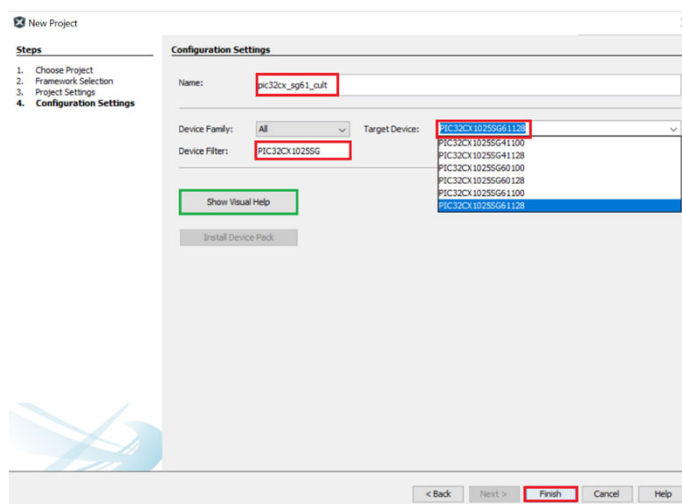 New Project
Steps
1. Choose Project
2. Framework Selection
3. Project Settings
4. Configuration Settings
Configuration Settings
Name: pic32cx_sg61_cult
Device Family: All Target Device: PIC32CX1025SG61128
Device Filter: PIC32CX1025SG
PIC32CX1025SG41100
PIC32CX1025SG41128
PIC32CX1025SG60100
PIC32CX1025SG60128
PIC32CX1025SG61100
PIC32CX1025SG61128
Show Visual Help
Install Device Pack
< Back Next > Finish Cancel Help